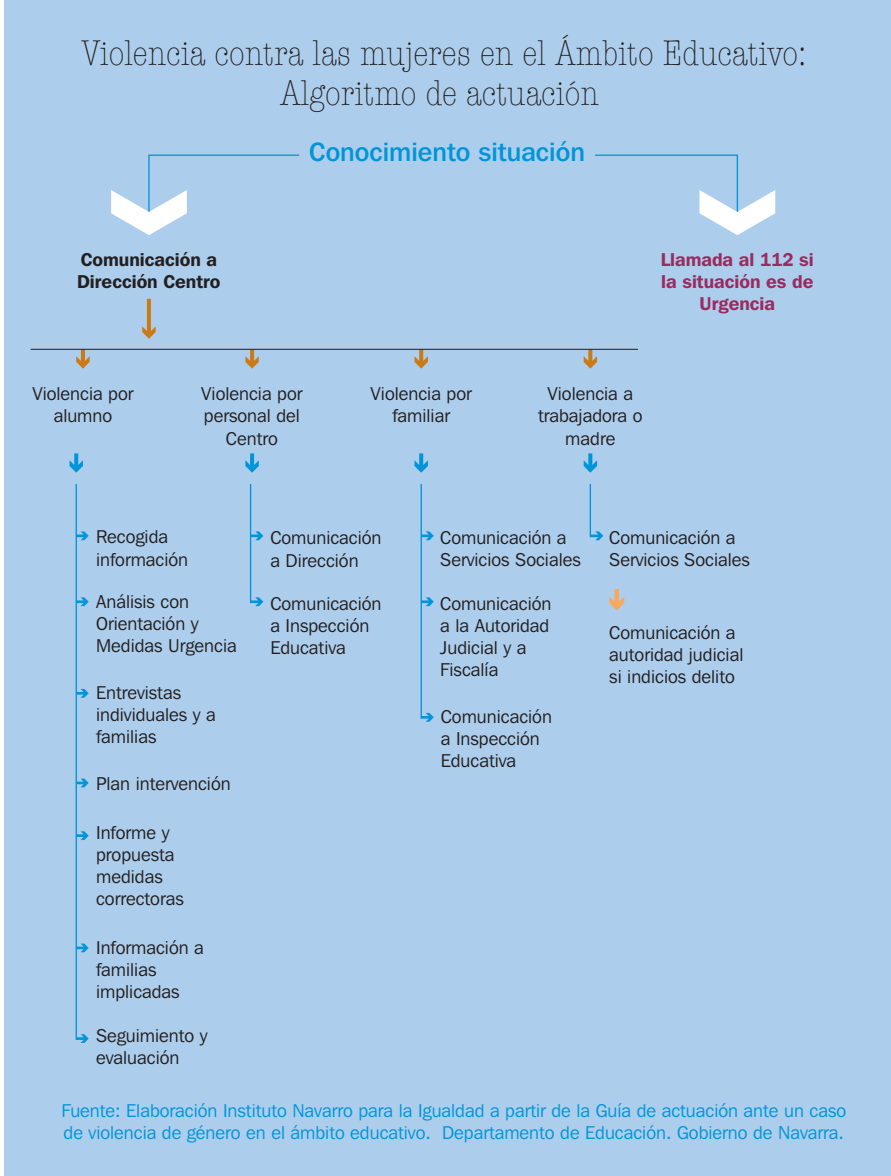 Violencia contra las mujeres en el Ámbito Educativo:
Algoritmo de actuación
Conocimiento situación
Comunicación a
Dirección Centro
Llamada al 112 si
la situación es de
Urgencia
Violencia por
alumno
Violencia por
personal del
Centro
Violencia por
familiar
Violencia a
trabajadora o
madre
Recogida
información
Análisis con
Orientación y
Medidas Urgencia
Entrevistas
individuales y a
familias
Plan intervención
Informe y
propuesta
medidas
correctoras
Información a
familias
implicadas
Seguimiento y
evaluación
Comunicación
a Dirección
Comunicación
a Inspección
Educativa
Comunicación a
Servicios Sociales
Comunicación
a la Autoridad
Judicial y a
Fiscalía
Comunicación
a Inspección
Educativa
Comunicación a
Servicios Sociales
Comunicación a
autoridad judicial
si indicios delito
Fuente: Elaboración Instituto Navarro para la Igualdad a partir de la Guía de actuación ante un caso
de violencia de género en el ámbito educativo. Departamento de Educación. Gobierno de Navarra.